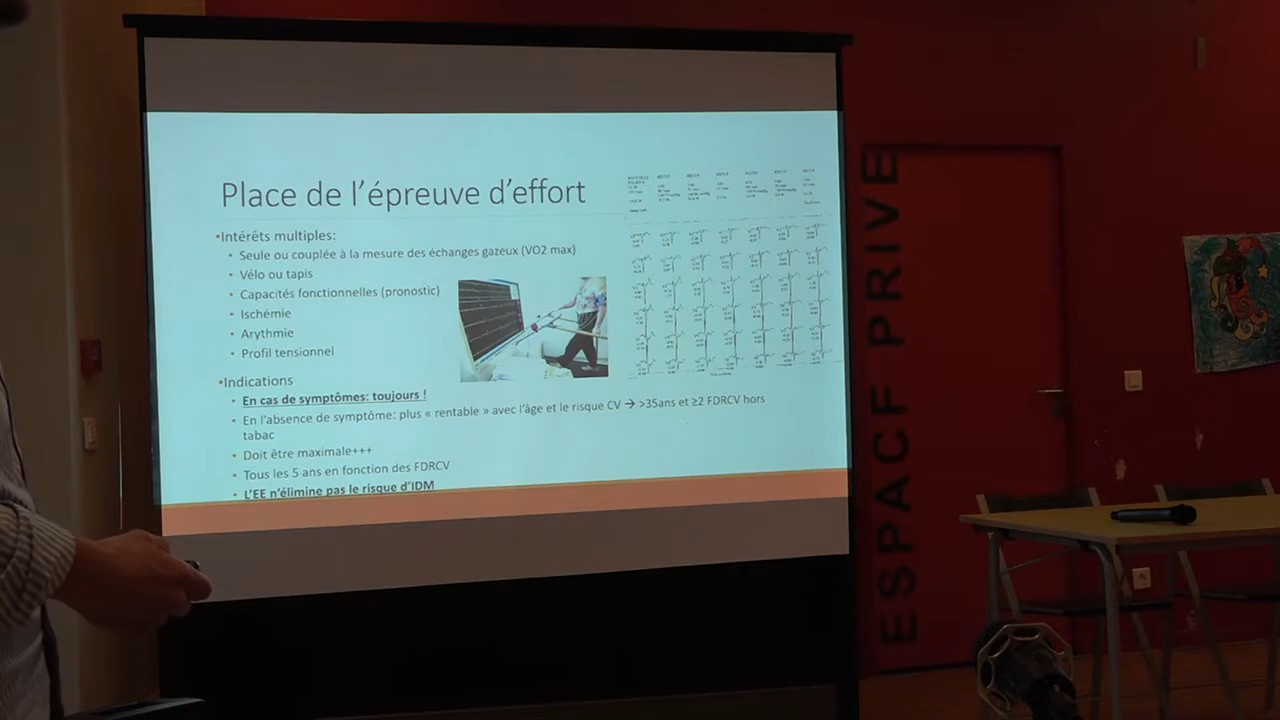 Place de l'épreuve d'effort
•Intérêts multiples:
• Seule ou couplée à la mesure des échanges gazeux (VO2 max)
• Vélo ou tapis
• Capacités fonctionnelles (pronostic)
• Ischémie
• Arythmie
• Profil tensionnel
•Indications
• En cas de symptômes: toujours !
• En l'absence de symptôme: plus « rentable » avec l'âge et le risque CV → >35ans et ≥2 FDRCV hors
tabac
• Doit être maximale+++
• Tous les 5 ans en fonction des FDRCV
• L'EE n'élimine pas le risque d'IDM
ESPACE PRIVE